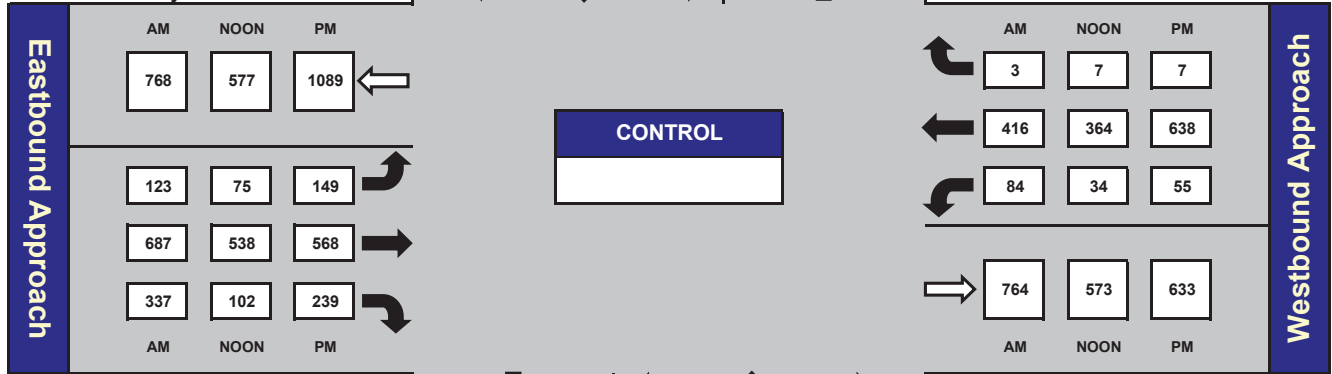 Eastbound Approach
AM NOON PM
768 577 1089
123 75 149
687 538 568
337 102 239
AM NOON PM
CONTROL
AM NOON PM
3 7 7
416 364 638
84 34 55
764 573 633
AM NOON PM
Westbound Approach